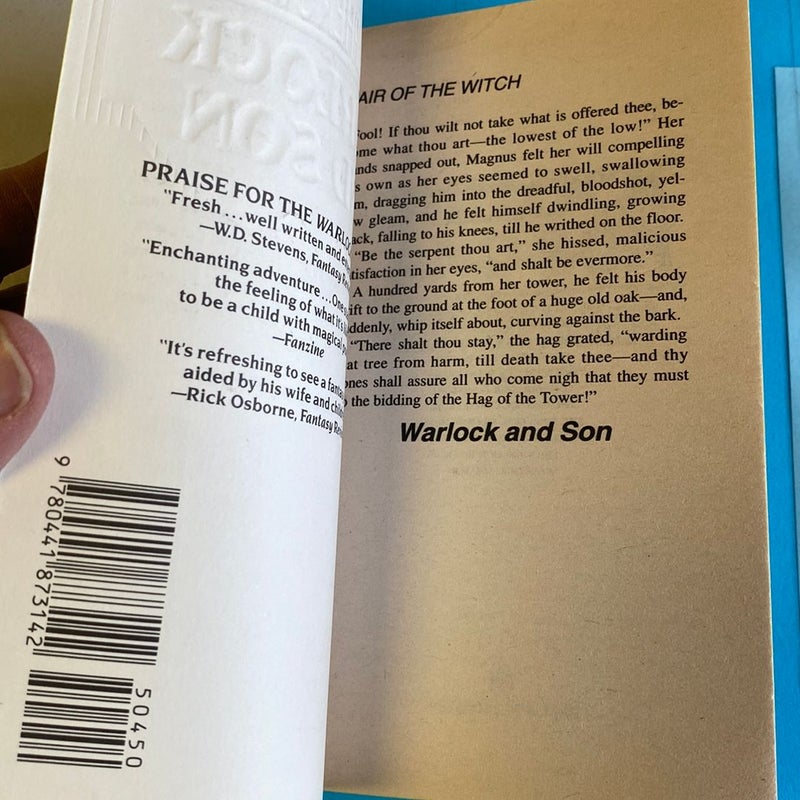 LOCK
SON
PRAISE FOR THE WARLO
"Fresh ... well written and e
—W.D. Stevens, Fantasy Re
"Enchanting adventure ... One
the feeling of what it's
to be a child with magical p
—Fanzine
"It's refreshing to see a fanta
aided by his wife and chil
—Rick Osborne, Fantasy Re
9 780441 873142
50450
AIR OF THE WITCH
Fool! If thou wilt not take what is offered thee, be-
me what thou art—the lowest of the low!" Her
nds snapped out, Magnus felt her will compelling
s own as her eyes seemed to swell, swallowing
m, dragging him into the dreadful, bloodshot, yel-
w gleam, and he felt himself dwindling, growing
ack, falling to his knees, till he writhed on the floor.
"Be the serpent thou art," she hissed, malicious
tisfaction in her eyes, "and shalt be evermore."
A hundred yards from her tower, he felt his body
ift to the ground at the foot of a huge old oak—and,
ddenly, whip itself about, curving against the bark.
"There shalt thou stay," the hag grated, "warding
at tree from harm, till death take thee—and thy
ones shall assure all who come nigh that they must
the bidding of the Hag of the Tower!"
Warlock and Son